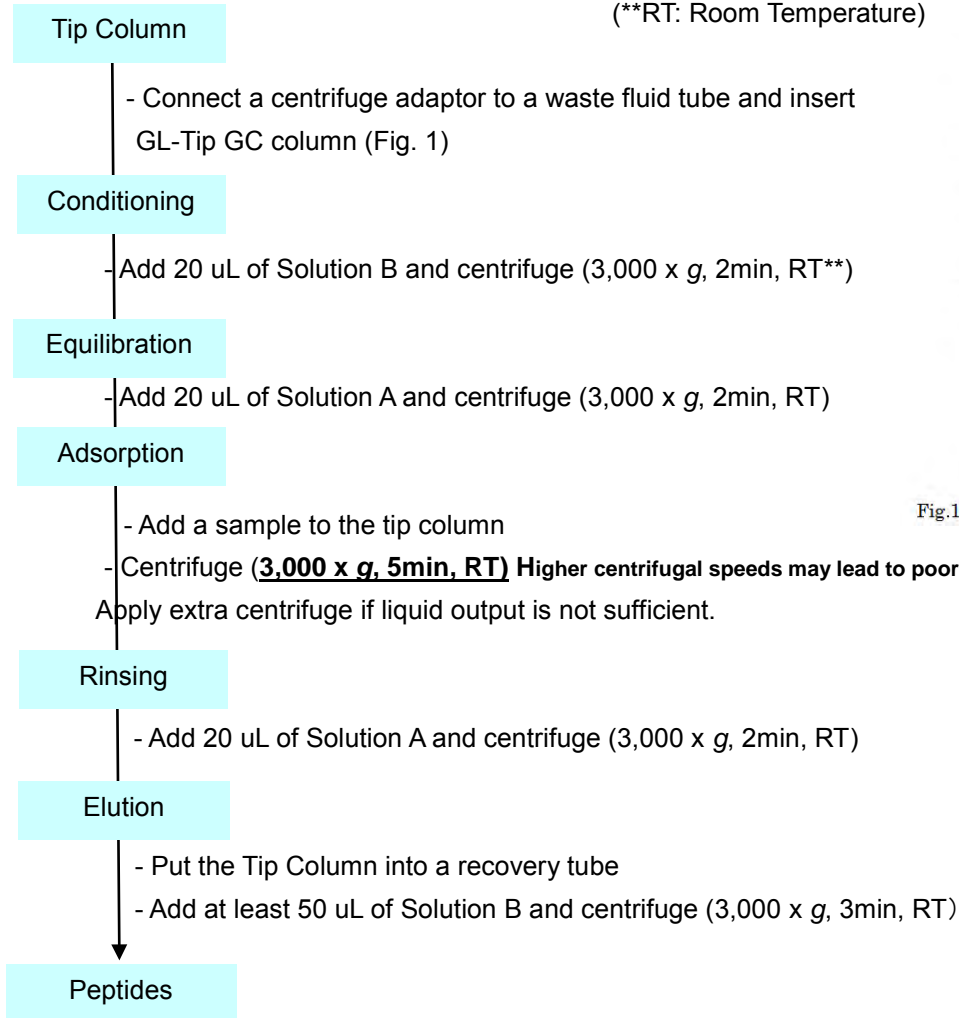 (**RT: Room Temperature)
Tip Column
- Connect a centrifuge adaptor to a waste fluid tube and insert
GL-Tip GC column (Fig. 1)
Conditioning
- Add 20 uL of Solution B and centrifuge (3,000 x g, 2min, RT**)
Equilibration
- Add 20 uL of Solution A and centrifuge (3,000 x g, 2min, RT)
Adsorption
Fig.1
- Add a sample to the tip column
- Centrifuge (3,000 x g, 5min, RT) Higher centrifugal speeds may lead to poor
Apply extra centrifuge if liquid output is not sufficient.
Rinsing
- Add 20 uL of Solution A and centrifuge (3,000 x g, 2min, RT)
Elution
- Put the Tip Column into a recovery tube
- Add at least 50 uL of Solution B and centrifuge (3,000 x g, 3min, RT）
Peptides